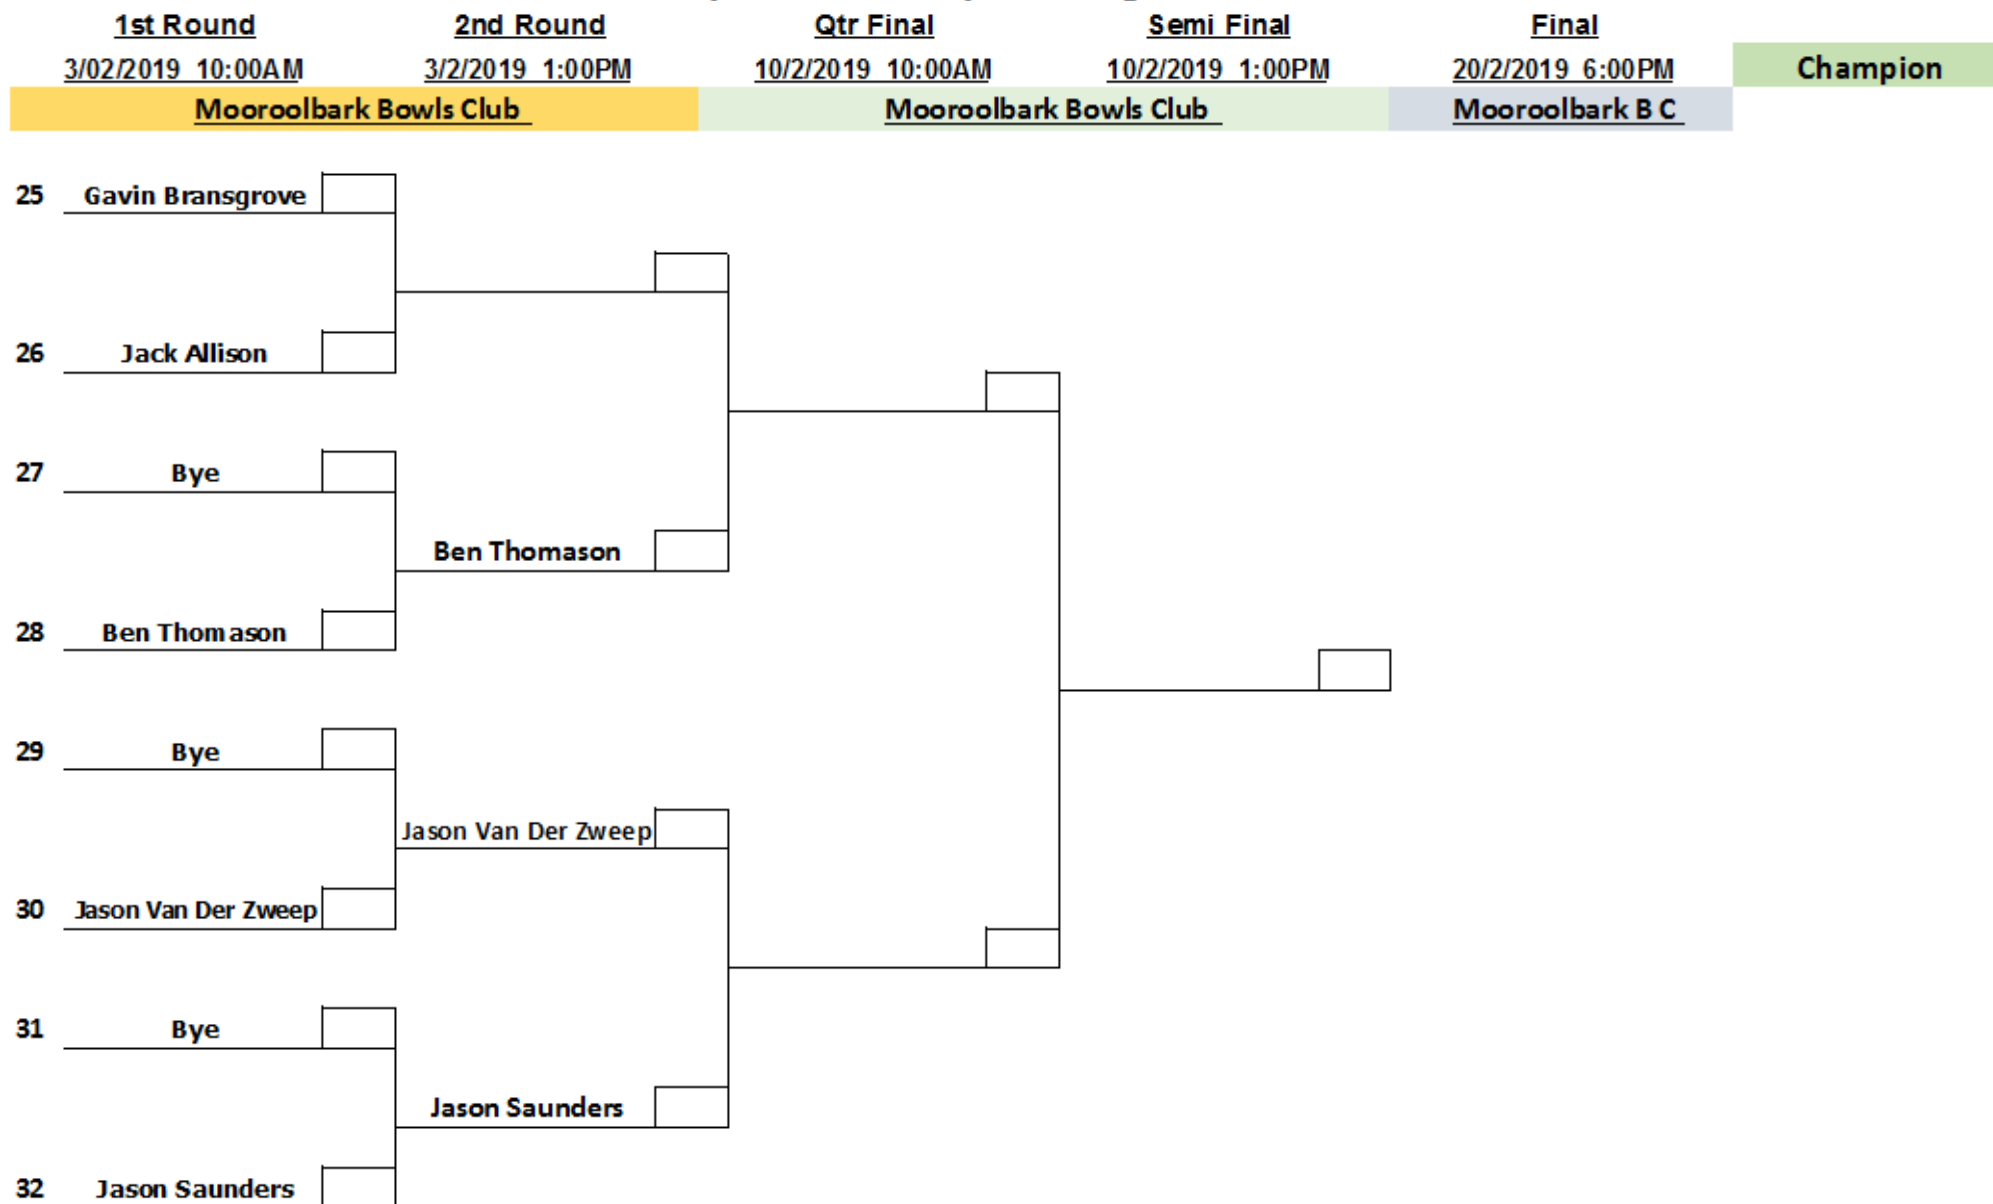 1st Round 2nd Round Qtr Final Semi Final Final
3/02/2019 10:00AM 3/2/2019 1:00PM 10/2/2019 10:00AM 10/2/2019 1:00PM 20/2/2019 6:00PM Champion
Mooroolbark Bowls Club Mooroolbark Bowls Club Mooroolbark B C
25 Gavin Bransgrove
26 Jack Allison
27 Bye
Ben Thomason
28 Ben Thomason
29 Bye
Jason Van Der Zweep
30 Jason Van Der Zweep
31 Bye
Jason Saunders
32 Jason Saunders